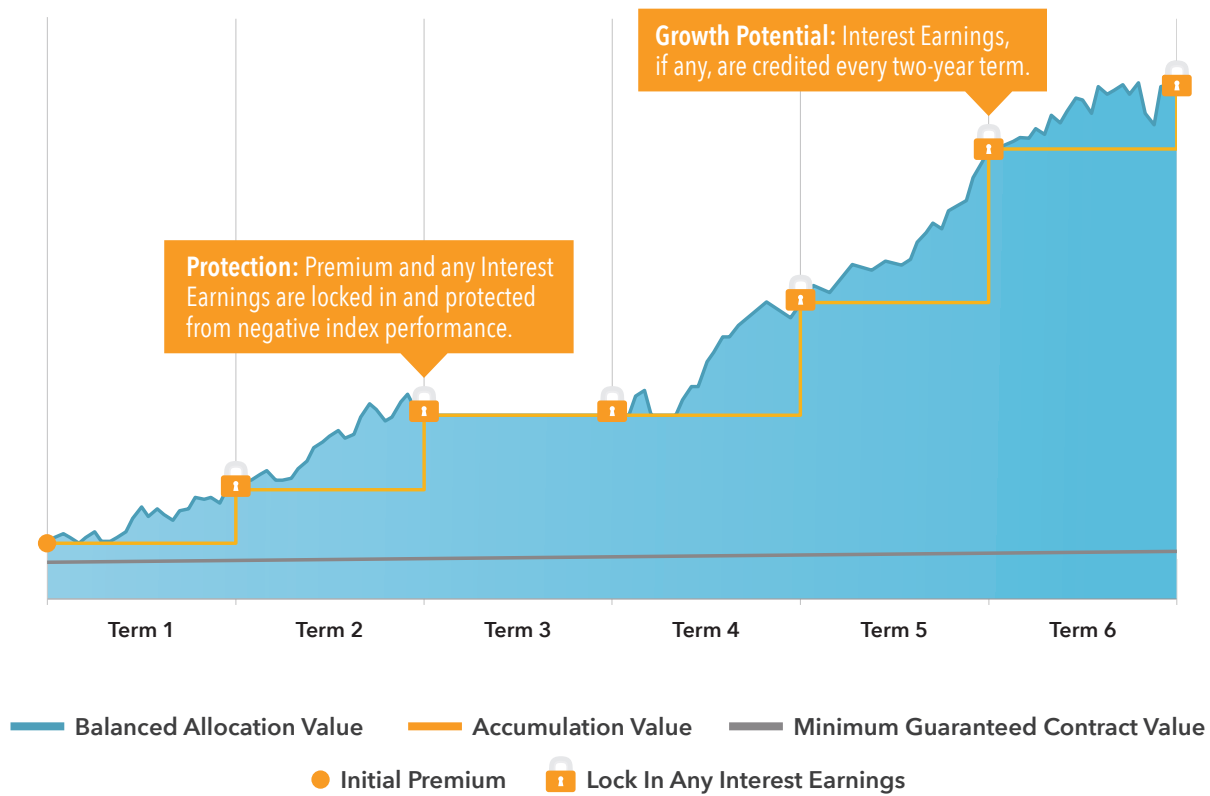 Growth Potential: Interest Earnings,
if any, are credited every two-year term.
Protection: Premium and any Interest
Earnings are locked in and protected
from negative index performance.
Term 1 Term 2 Term 3 Term 4 Term 5 Term 6
Balanced Allocation Value Accumulation Value Minimum Guaranteed Contract Value
Initial Premium Lock In Any Interest Earnings